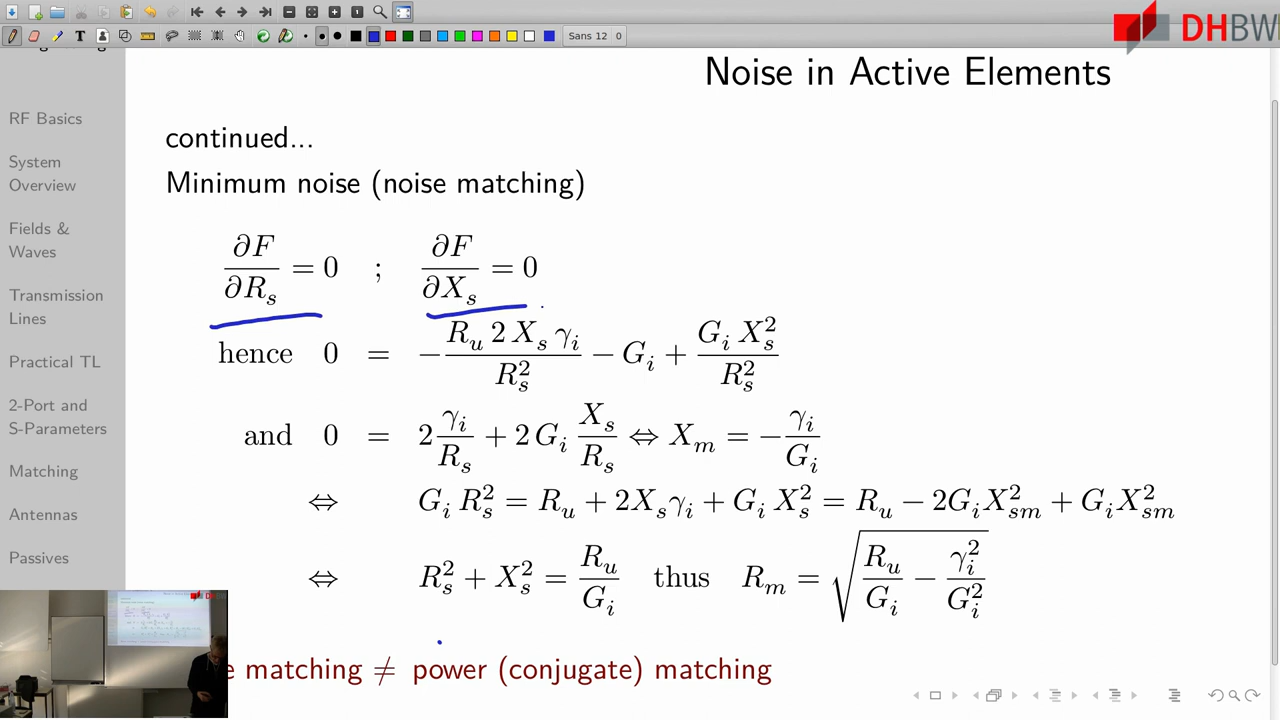 Sans 12 0
DHBW
Noise in Active Elements
RF Basics
System
Overview
Fields &
Waves
Transmission
Lines
Practical TL
2-Port and
S-Parameters
Matching
Antennas
Passives
continued...
Minimum noise (noise matching)
∂F/∂R_s = 0 ; ∂F/∂X_s = 0
hence 0 = −(R_u 2 X_s γ_i)/R_s^2 − G_i + (G_i X_s^2)/R_s^2
and 0 = 2 γ_i/R_s + 2 G_i X_s/R_s ⇔ X_m = −γ_i/G_i
⇔ G_i R_s^2 = R_u + 2X_s γ_i + G_i X_s^2 = R_u − 2G_i X_sm^2 + G_i X_sm^2
⇔ R_s^2 + X_s^2 = R_u/G_i thus R_m = √(R_u/G_i − γ_i^2/G_i^2)
matching ≠ power (conjugate) matching